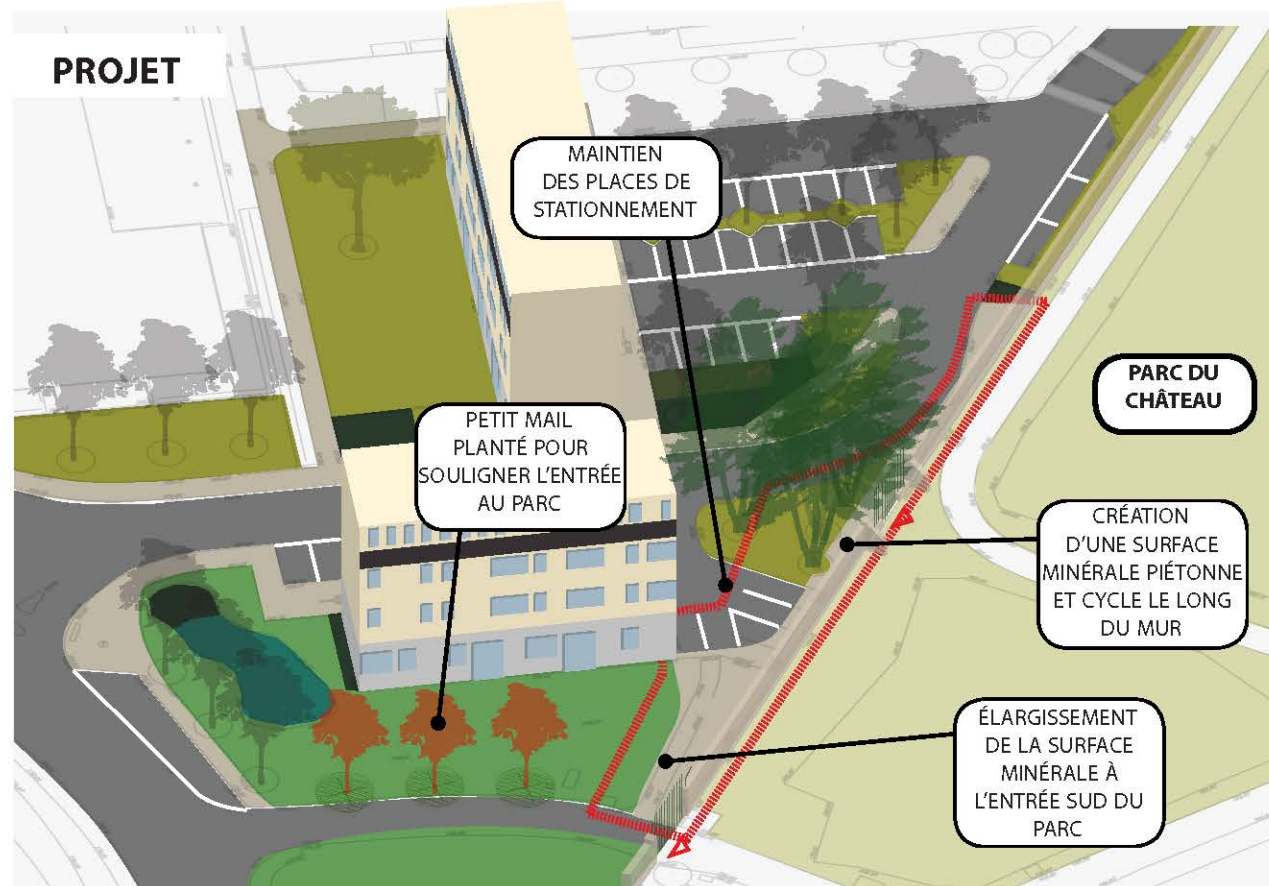 PROJET
MAINTIEN
DES PLACES DE
STATIONNEMENT
PARC DU
CHÂTEAU
PETIT MAIL
PLANTÉ POUR
SOULIGNER L'ENTRÉE
AU PARC
CRÉATION
D'UNE SURFACE
MINÉRALE PIÉTONNE
ET CYCLE LE LONG
DU MUR
ÉLARGISSEMENT
DE LA SURFACE
MINÉRALE À
L'ENTRÉE SUD DU
PARC